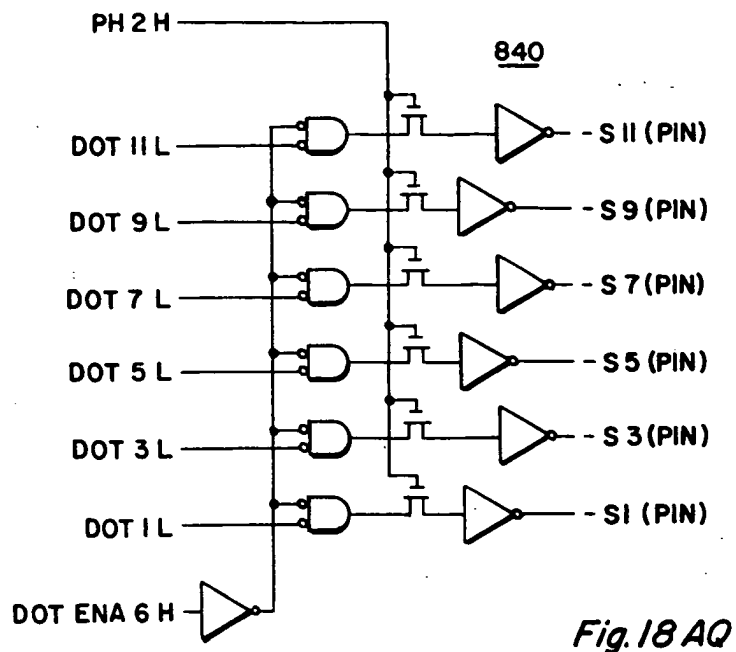 PH 2 H
840
DOT 11 L
-S 11 (PIN)
DOT 9 L
-S 9 (PIN)
DOT 7 L
-S 7 (PIN)
DOT 5 L
-S 5 (PIN)
DOT 3 L
-S 3 (PIN)
DOT 1 L
-S1 (PIN)
DOT ENA 6 H
Fig. 18 AQ